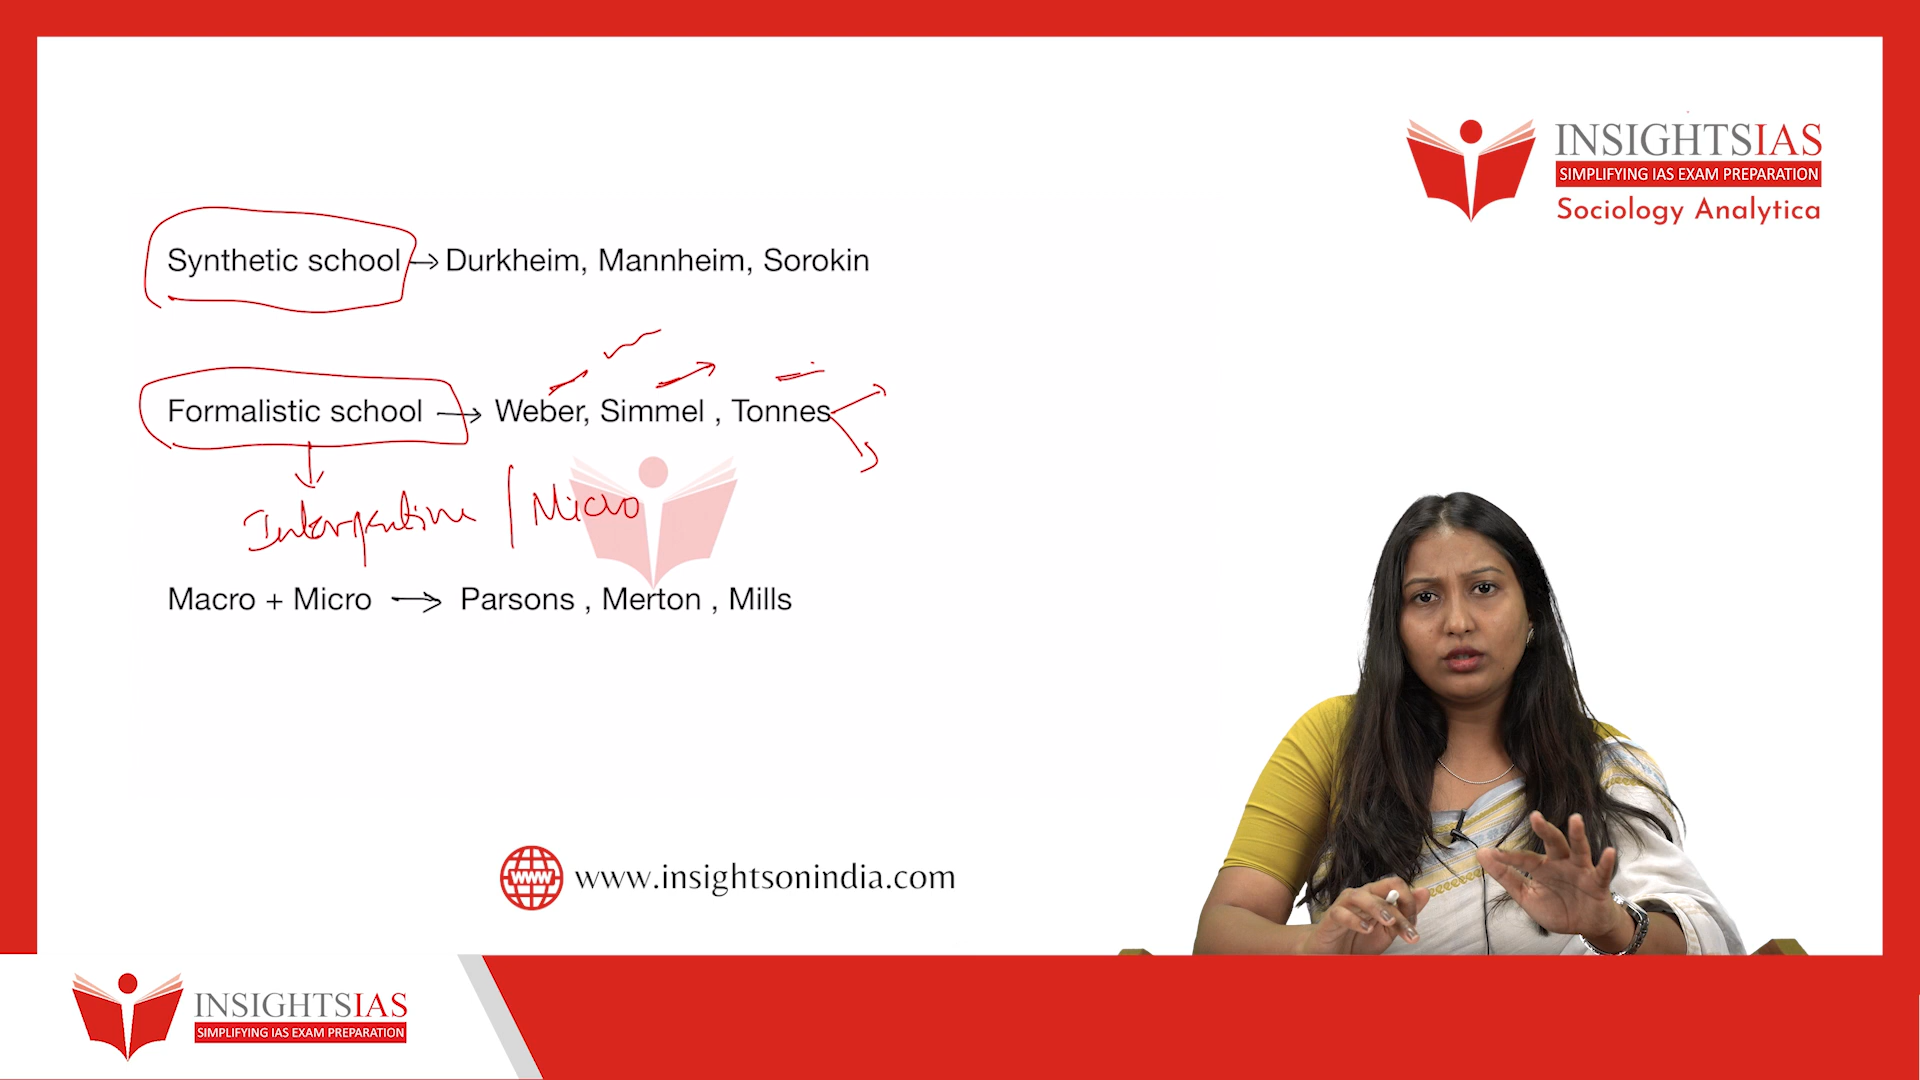 INSIGHTSIAS
SIMPLIFYING IAS EXAM PREPARATION
Sociology Analytica
Synthetic school → Durkheim, Mannheim, Sorokin
Formalistic school → Weber, Simmel , Tonnes
Interpretive / Micro
Macro + Micro → Parsons , Merton , Mills
www
www.insightsonindia.com
INSIGHTSIAS
SIMPLIFYING IAS EXAM PREPARATION